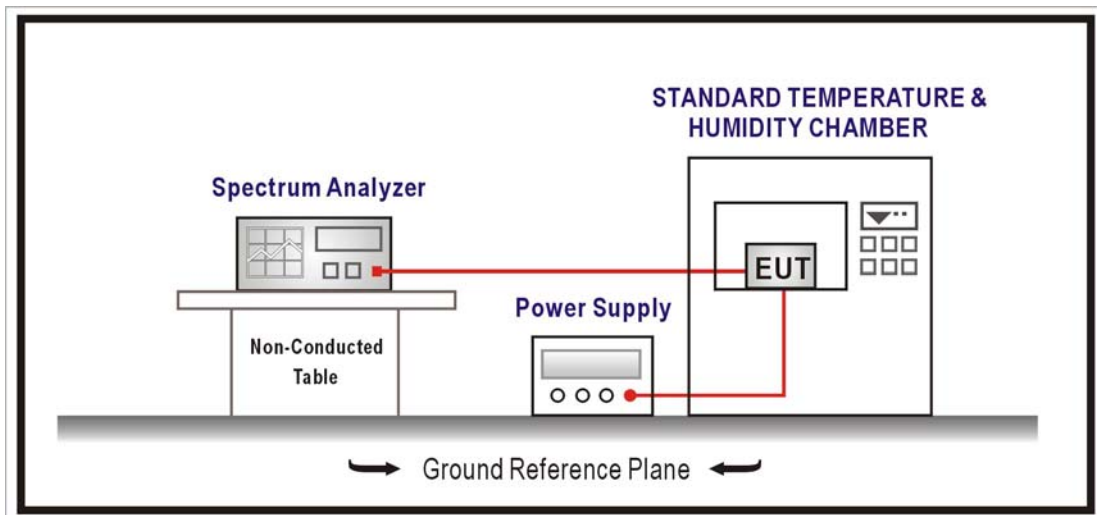 STANDARD TEMPERATURE &
HUMIDITY CHAMBER
Spectrum Analyzer
EUT
Power Supply
Non-Conducted
Table
Ground Reference Plane